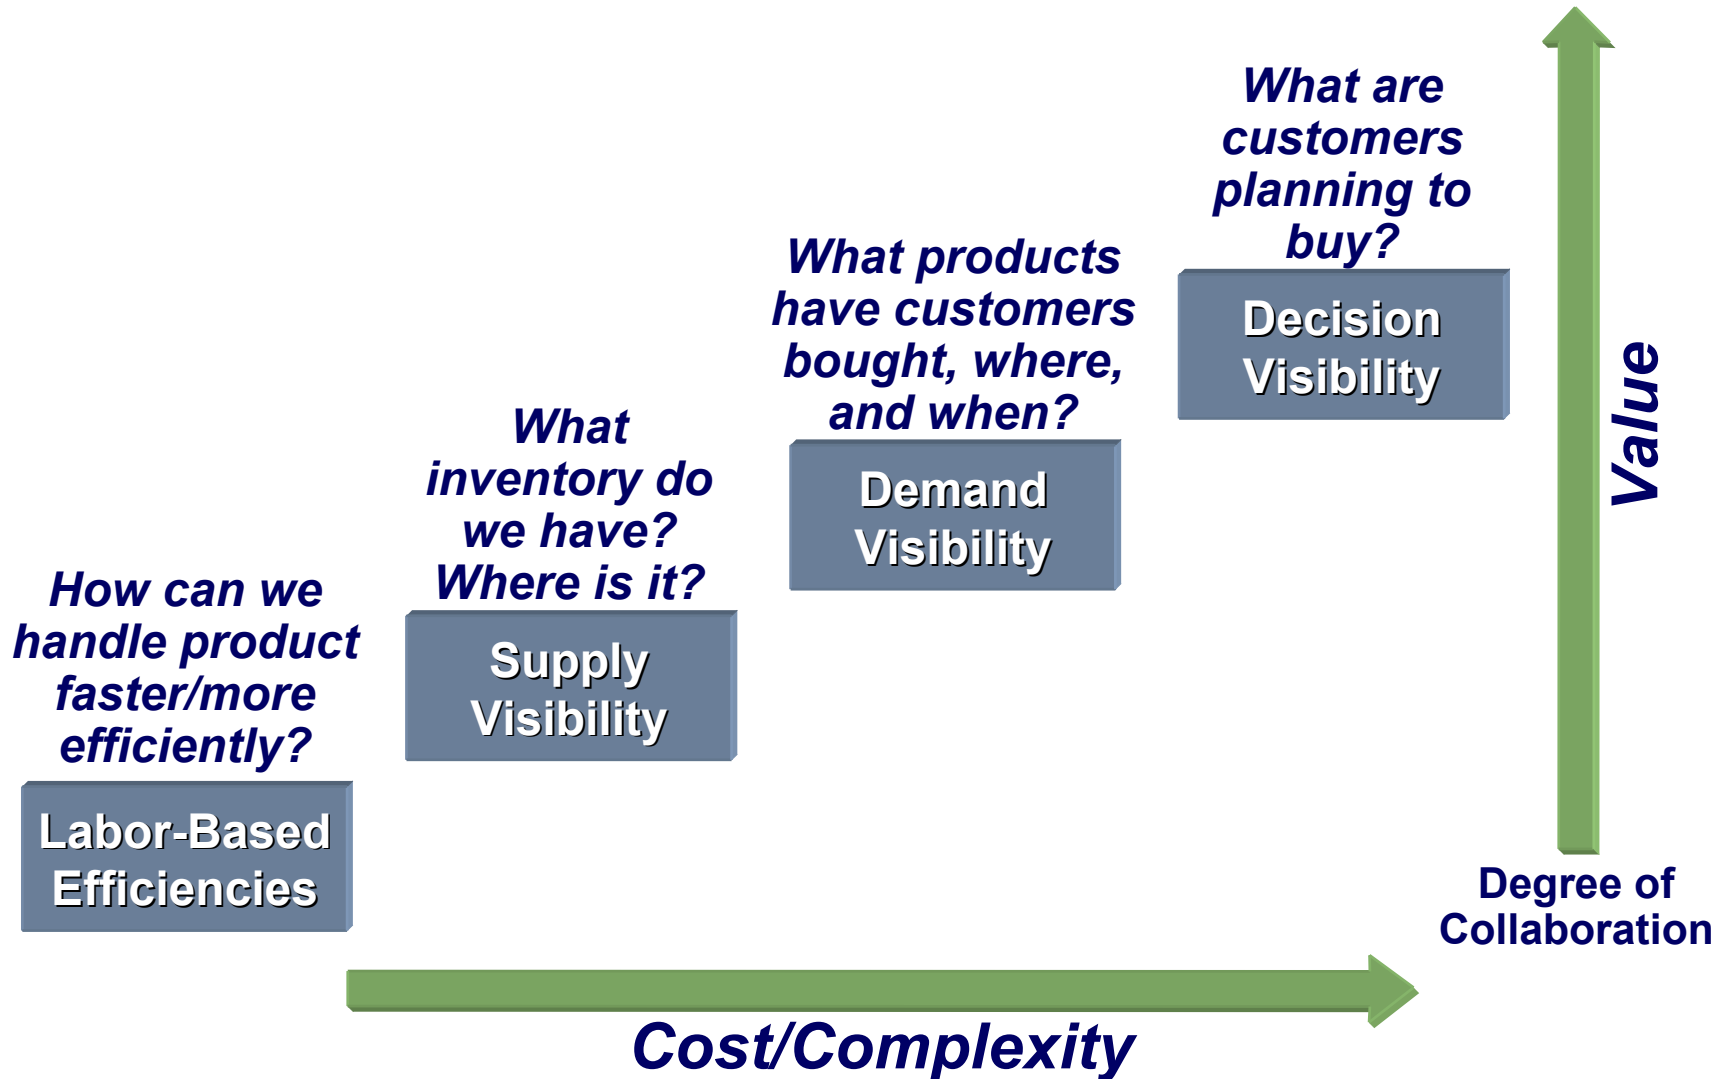 How can we
handle product
faster/more
efficiently?
Labor-Based
Efficiencies
What
inventory do
we have?
Where is it?
Supply
Visibility
What products
have customers
bought, where,
and when?
Demand
Visibility
What are
customers
planning to
buy?
Decision
Visibility
Value
Degree of
Collaboration
Cost/Complexity